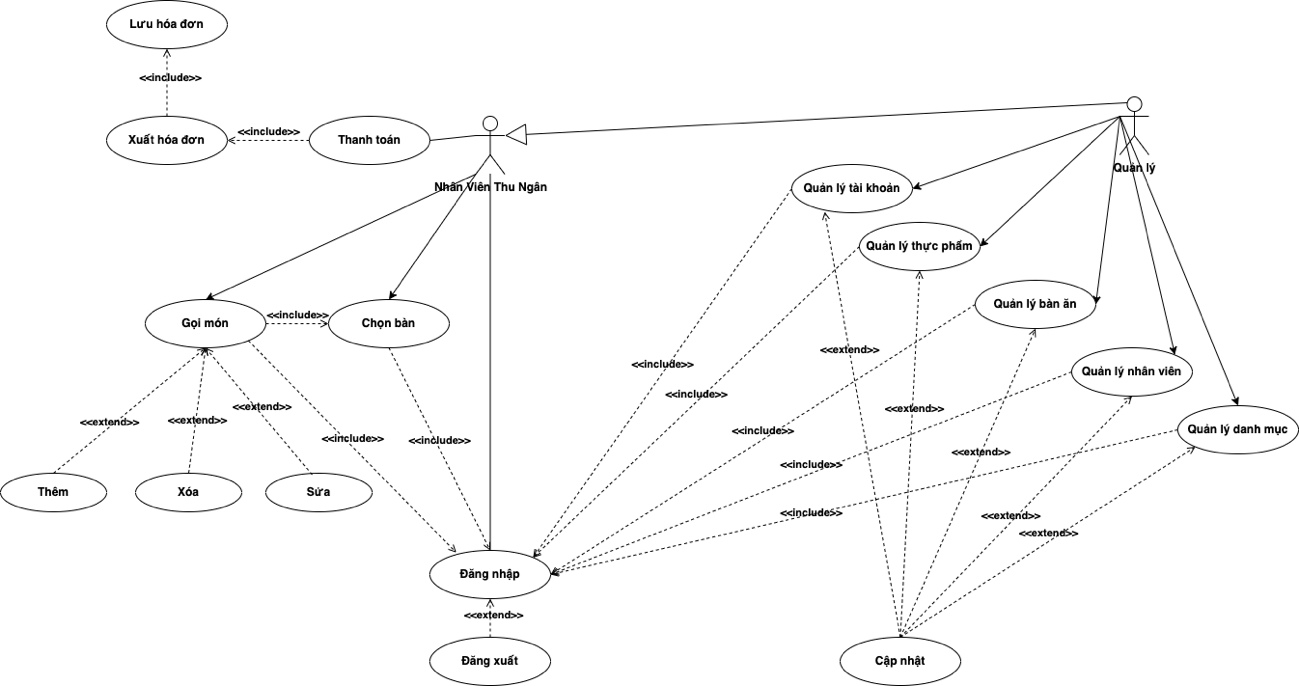 Lưu hóa đơn
<<include>>
Xuất hóa đơn
<<include>>
Thanh toán
Nhân Viên Thu Ngân
Quản lý
Quản lý tài khoản
Quản lý thực phẩm
Quản lý bàn ăn
Gọi món
<<include>>
Chọn bàn
<<extend>>
<<include>>
Quản lý nhân viên
<<include>>
<<extend>>
<<extend>>
<<extend>>
<<extend>>
Quản lý danh mục
<<include>>
<<include>>
<<include>>
<<extend>>
<<include>>
Thêm
Xóa
Sửa
<<include>>
<<extend>>
<<extend>>
Đăng nhập
<<extend>>
Đăng xuất
Cập nhật